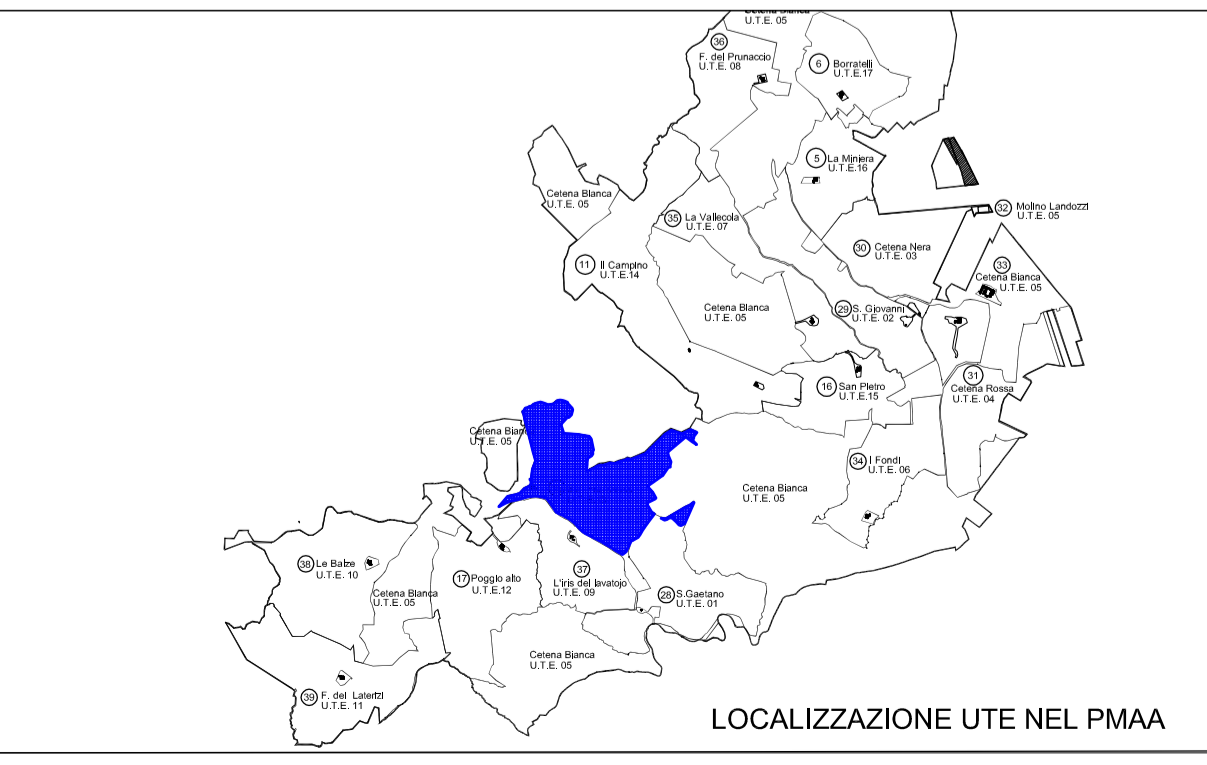 Cetena Bianca
U.T.E. 05
36
F. del Prunaccio
U.T.E. 08
6
Borratelli
U.T.E.17
5
La Miniera
U.T.E.16
Cetena Bianca
U.T.E. 05
32
Molino Landozzi
U.T.E. 05
35
La Vallecola
U.T.E. 07
30
Cetena Nera
U.T.E. 03
11
Il Campino
U.T.E.14
33
Cetena Bianca
U.T.E. 05
Cetena Bianca
U.T.E. 05
29
S. Giovanni
U.T.E. 02
16
San Pietro
U.T.E.15
31
Cetena Rossa
U.T.E. 04
Cetena Bian
U.T.E. 05
34
I Fondi
U.T.E. 06
Cetena Bianca
U.T.E. 05
38
Le Balze
U.T.E. 10
17
Poggio alto
U.T.E.12
37
L'iris del lavatojo
U.T.E. 09
Cetena Bianca
U.T.E. 05
28
S.Gaetano
U.T.E. 01
Cetena Bianca
U.T.E. 05
39
F. dei Laterizi
U.T.E. 11
LOCALIZZAZIONE UTE NEL PMAA